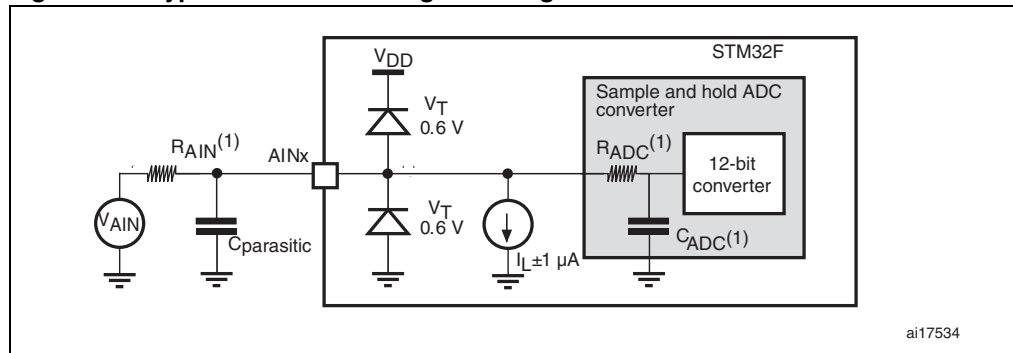 STM32F
VDD
VT
0.6 V
Sample and hold ADC
converter
RAIN(1)
AINx
RADC(1)
12-bit
converter
VAIN
Cparasitic
VT
0.6 V
IL±1 µA
CADC(1)
ai17534